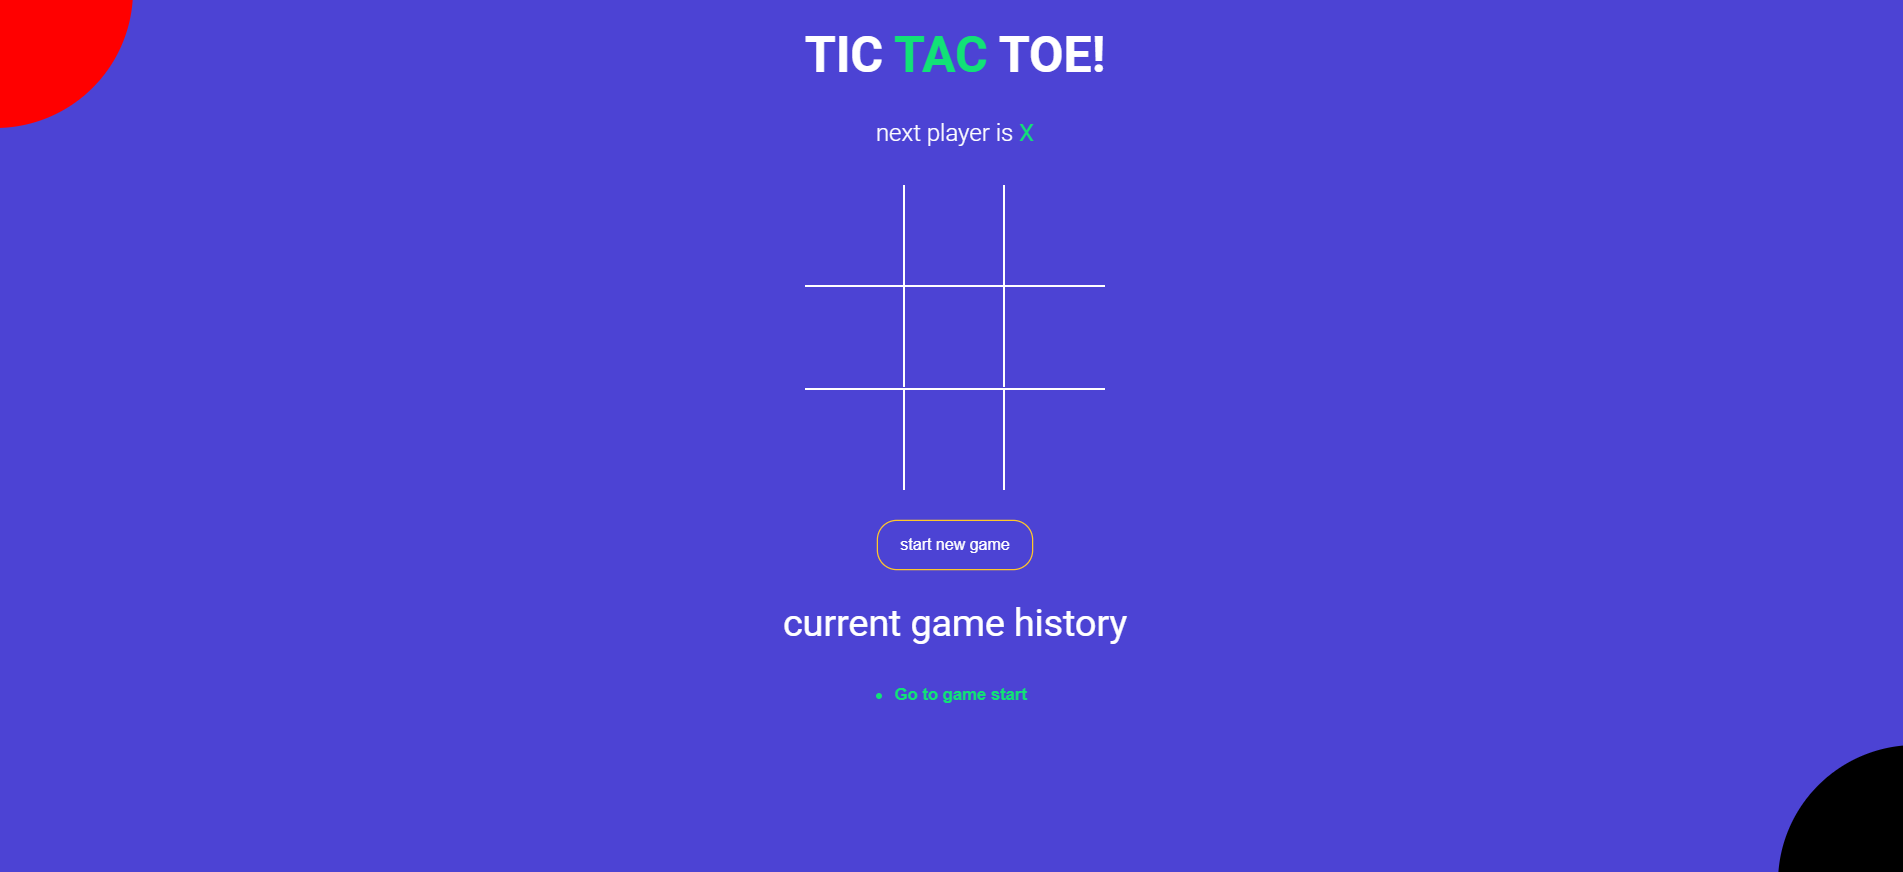 TIC TAC TOE!
next player is X
start new game
current game history
Go to game start